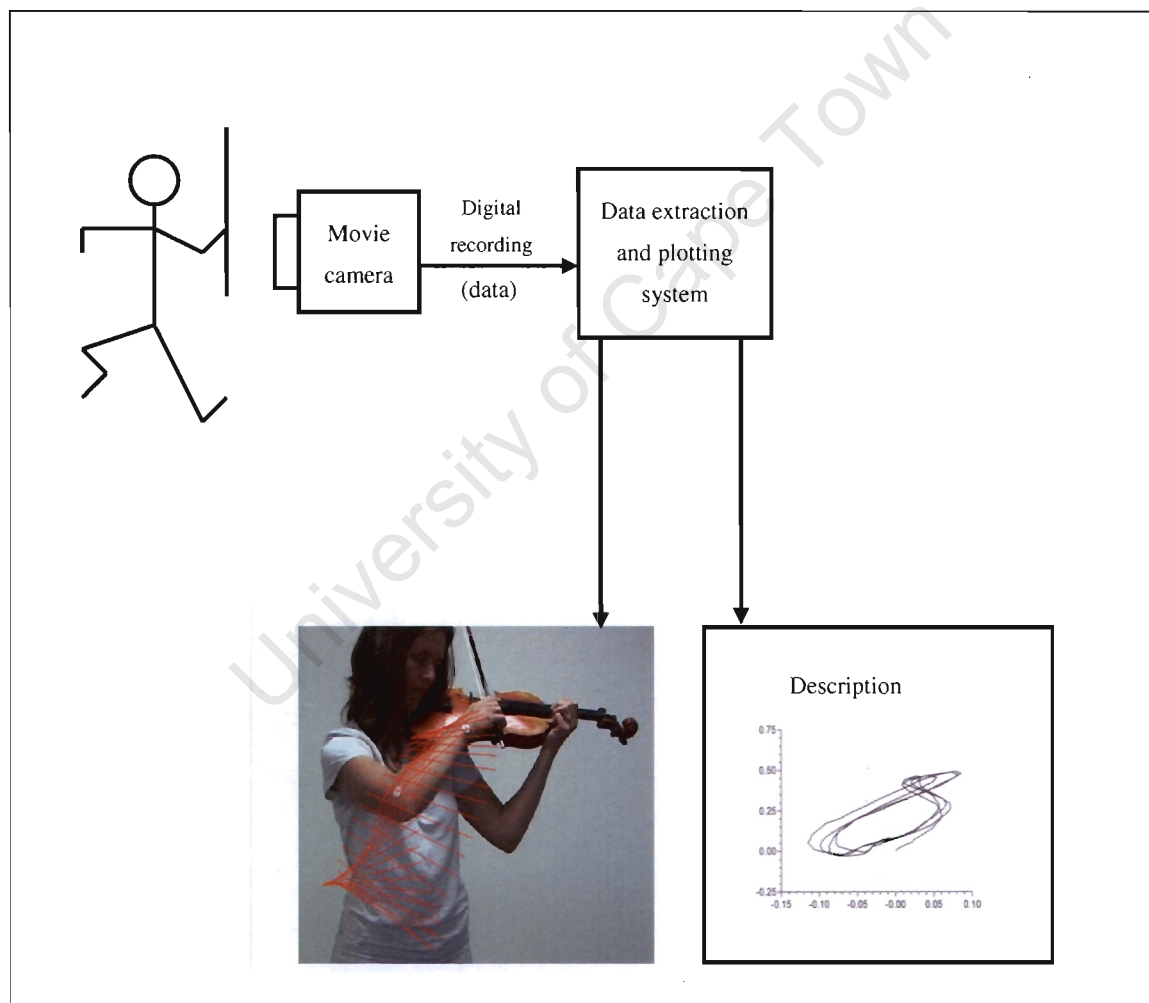 Movie
camera
Digital
recording
(data)
Data extraction
and plotting
system
Description
0.75
0.50
0.25
0.00
-0.25
-0.15
-0.10
-0.05
-0.00
0.05
0.10
University of Cape Town